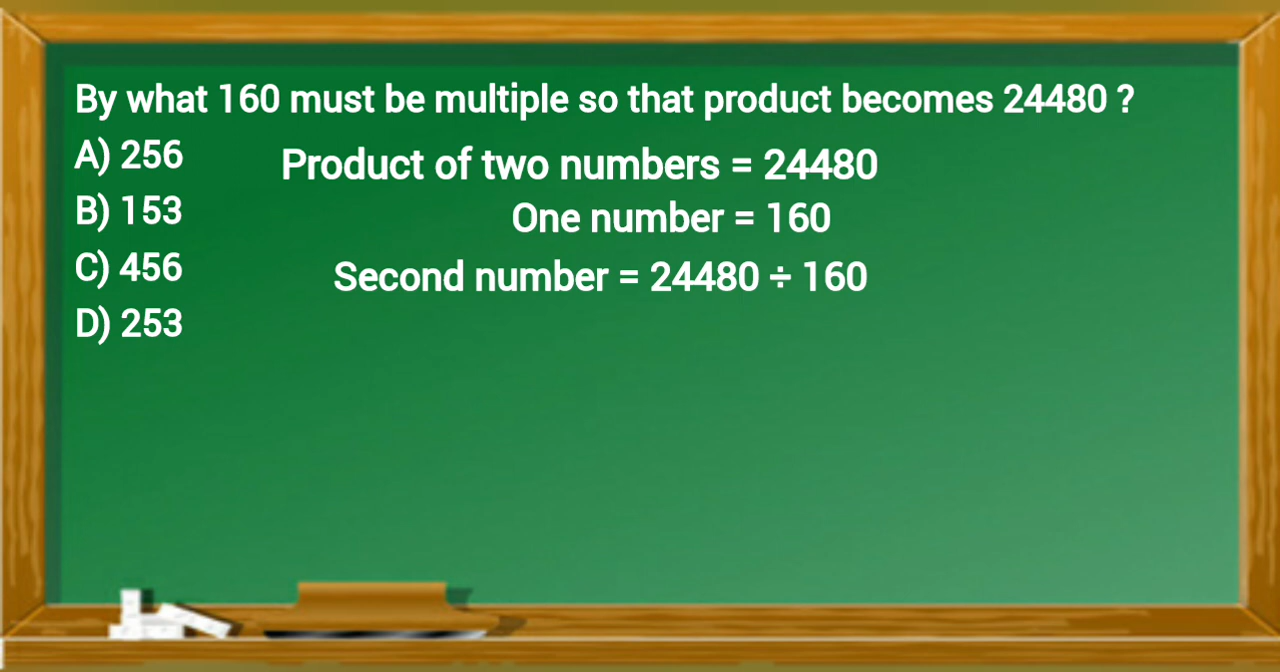 By what 160 must be multiple so that product becomes 24480 ?
A) 256
Product of two numbers = 24480
B) 153
One number = 160
C) 456
Second number = 24480 ÷ 160
D) 253